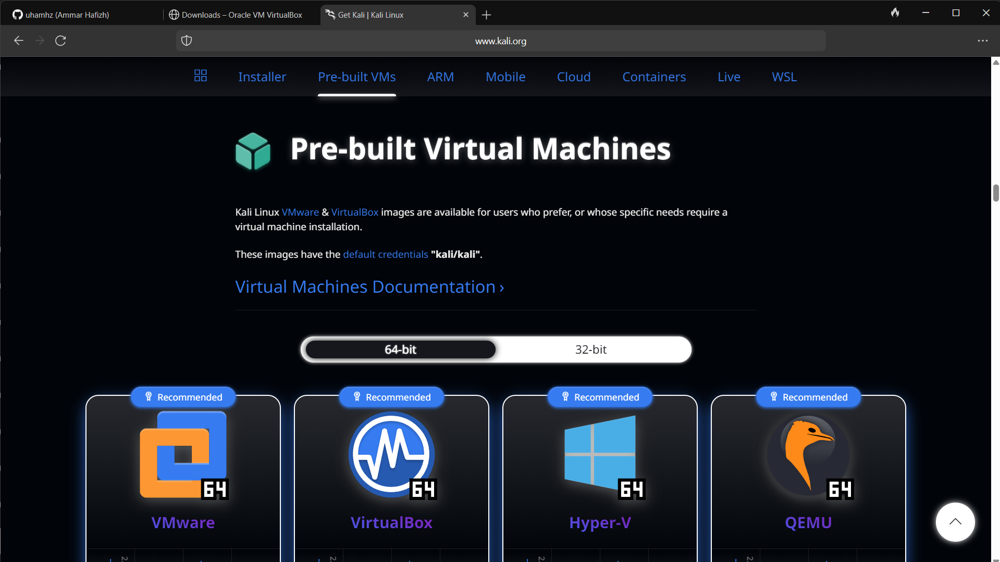 uhamhz (Ammar Hafizh)
Downloads – Oracle VM VirtualBox
Get Kali | Kali Linux
www.kali.org
Installer
Pre-built VMs
ARM
Mobile
Cloud
Containers
Live
WSL
Pre-built Virtual Machines
Kali Linux VMware & VirtualBox images are available for users who prefer, or whose specific needs require a
virtual machine installation.
These images have the default credentials "kali/kali".
Virtual Machines Documentation ›
64-bit
32-bit
Recommended
Recommended
Recommended
Recommended
64
64
64
64
VMware
VirtualBox
Hyper-V
QEMU